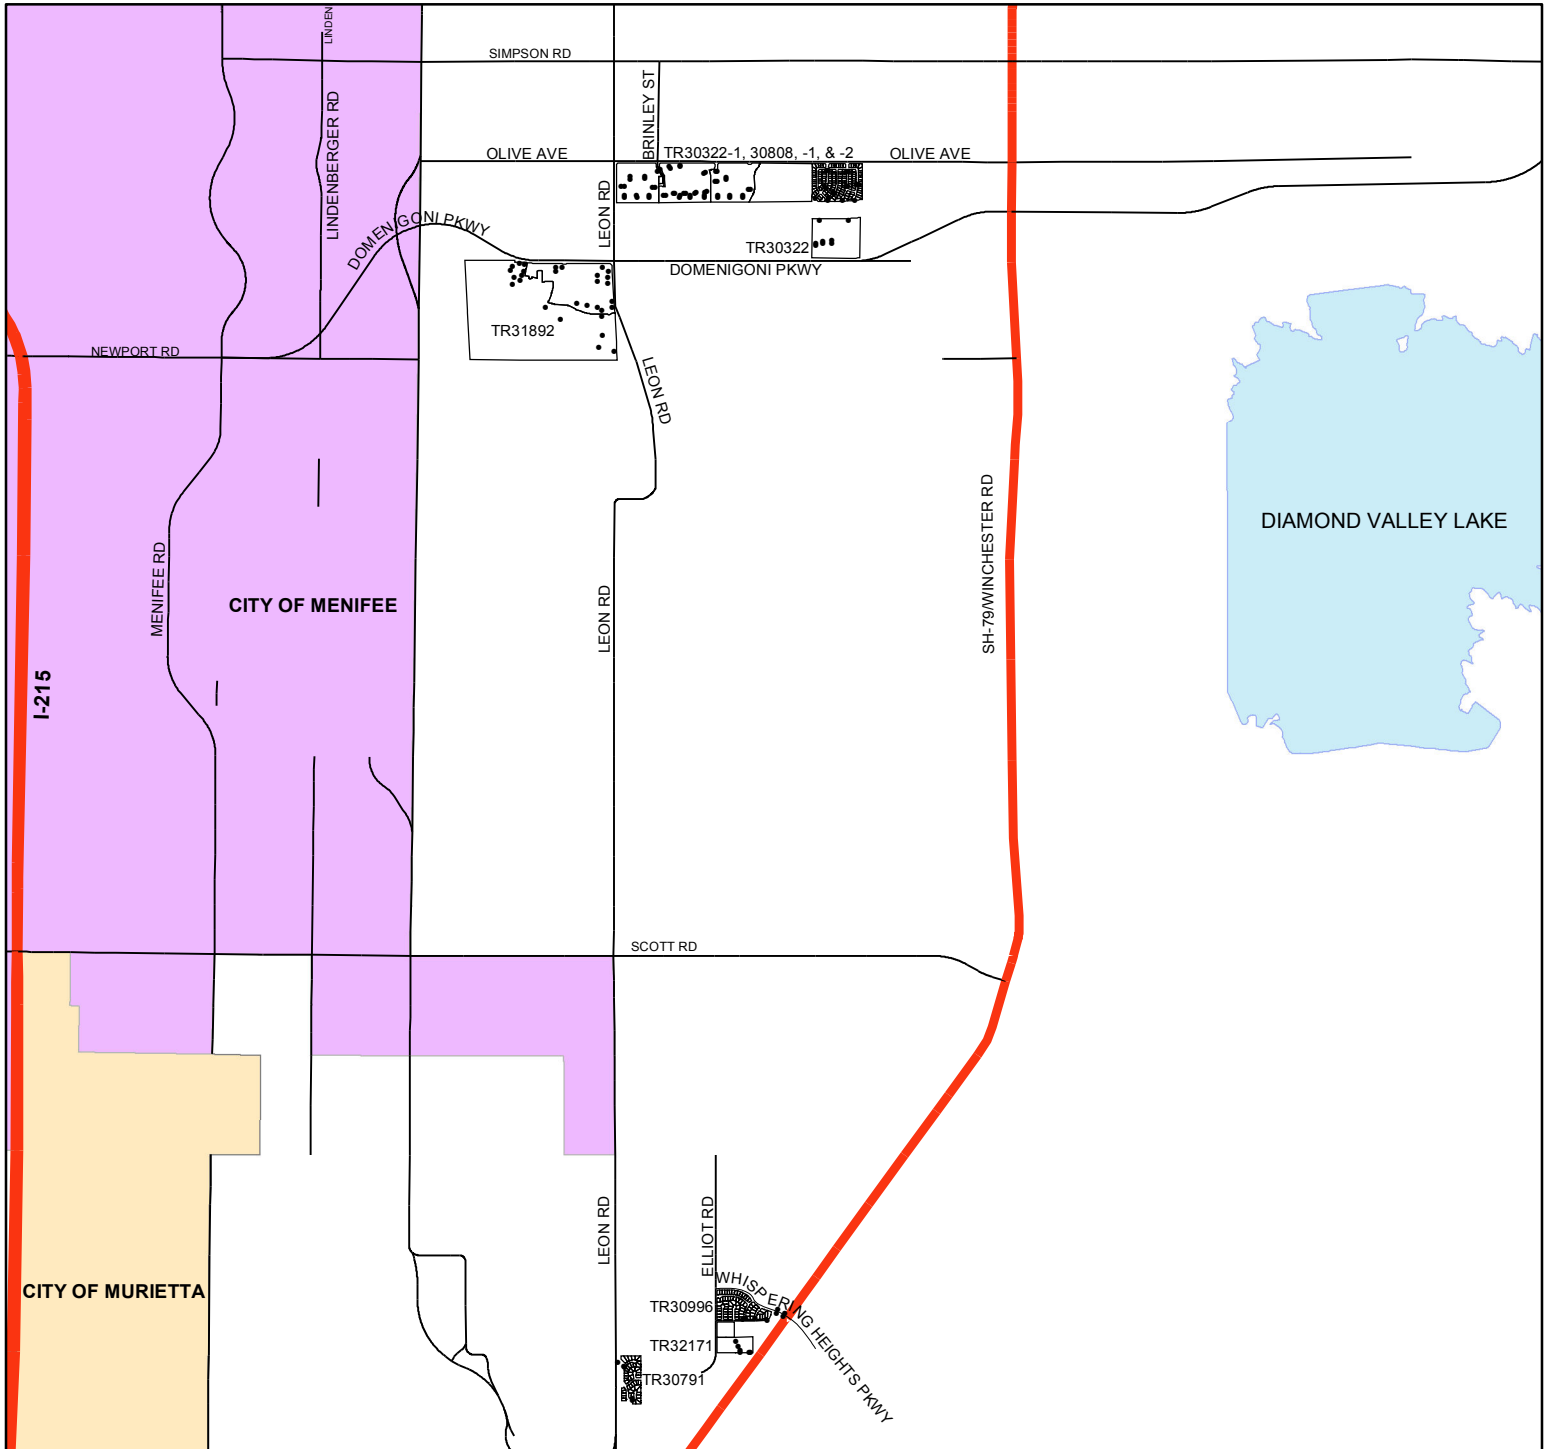 LINDEN
SIMPSON RD
LINDENBERGER RD
BRINLEY ST
OLIVE AVE
TR30322-1, 30808, -1, & -2
OLIVE AVE
LEON RD
DOMENIGONI PKWY
TR30322
DOMENIGONI PKWY
TR31892
NEWPORT RD
LEON RD
DIAMOND VALLEY LAKE
SH-79/WINCHESTER RD
MENIFEE RD
CITY OF MENIFEE
LEON RD
I-215
SCOTT RD
LEON RD
ELLIOT RD
CITY OF MURIETTA
WHISPERING HEIGHTS PKWY
TR30996
TR32171
TR30791